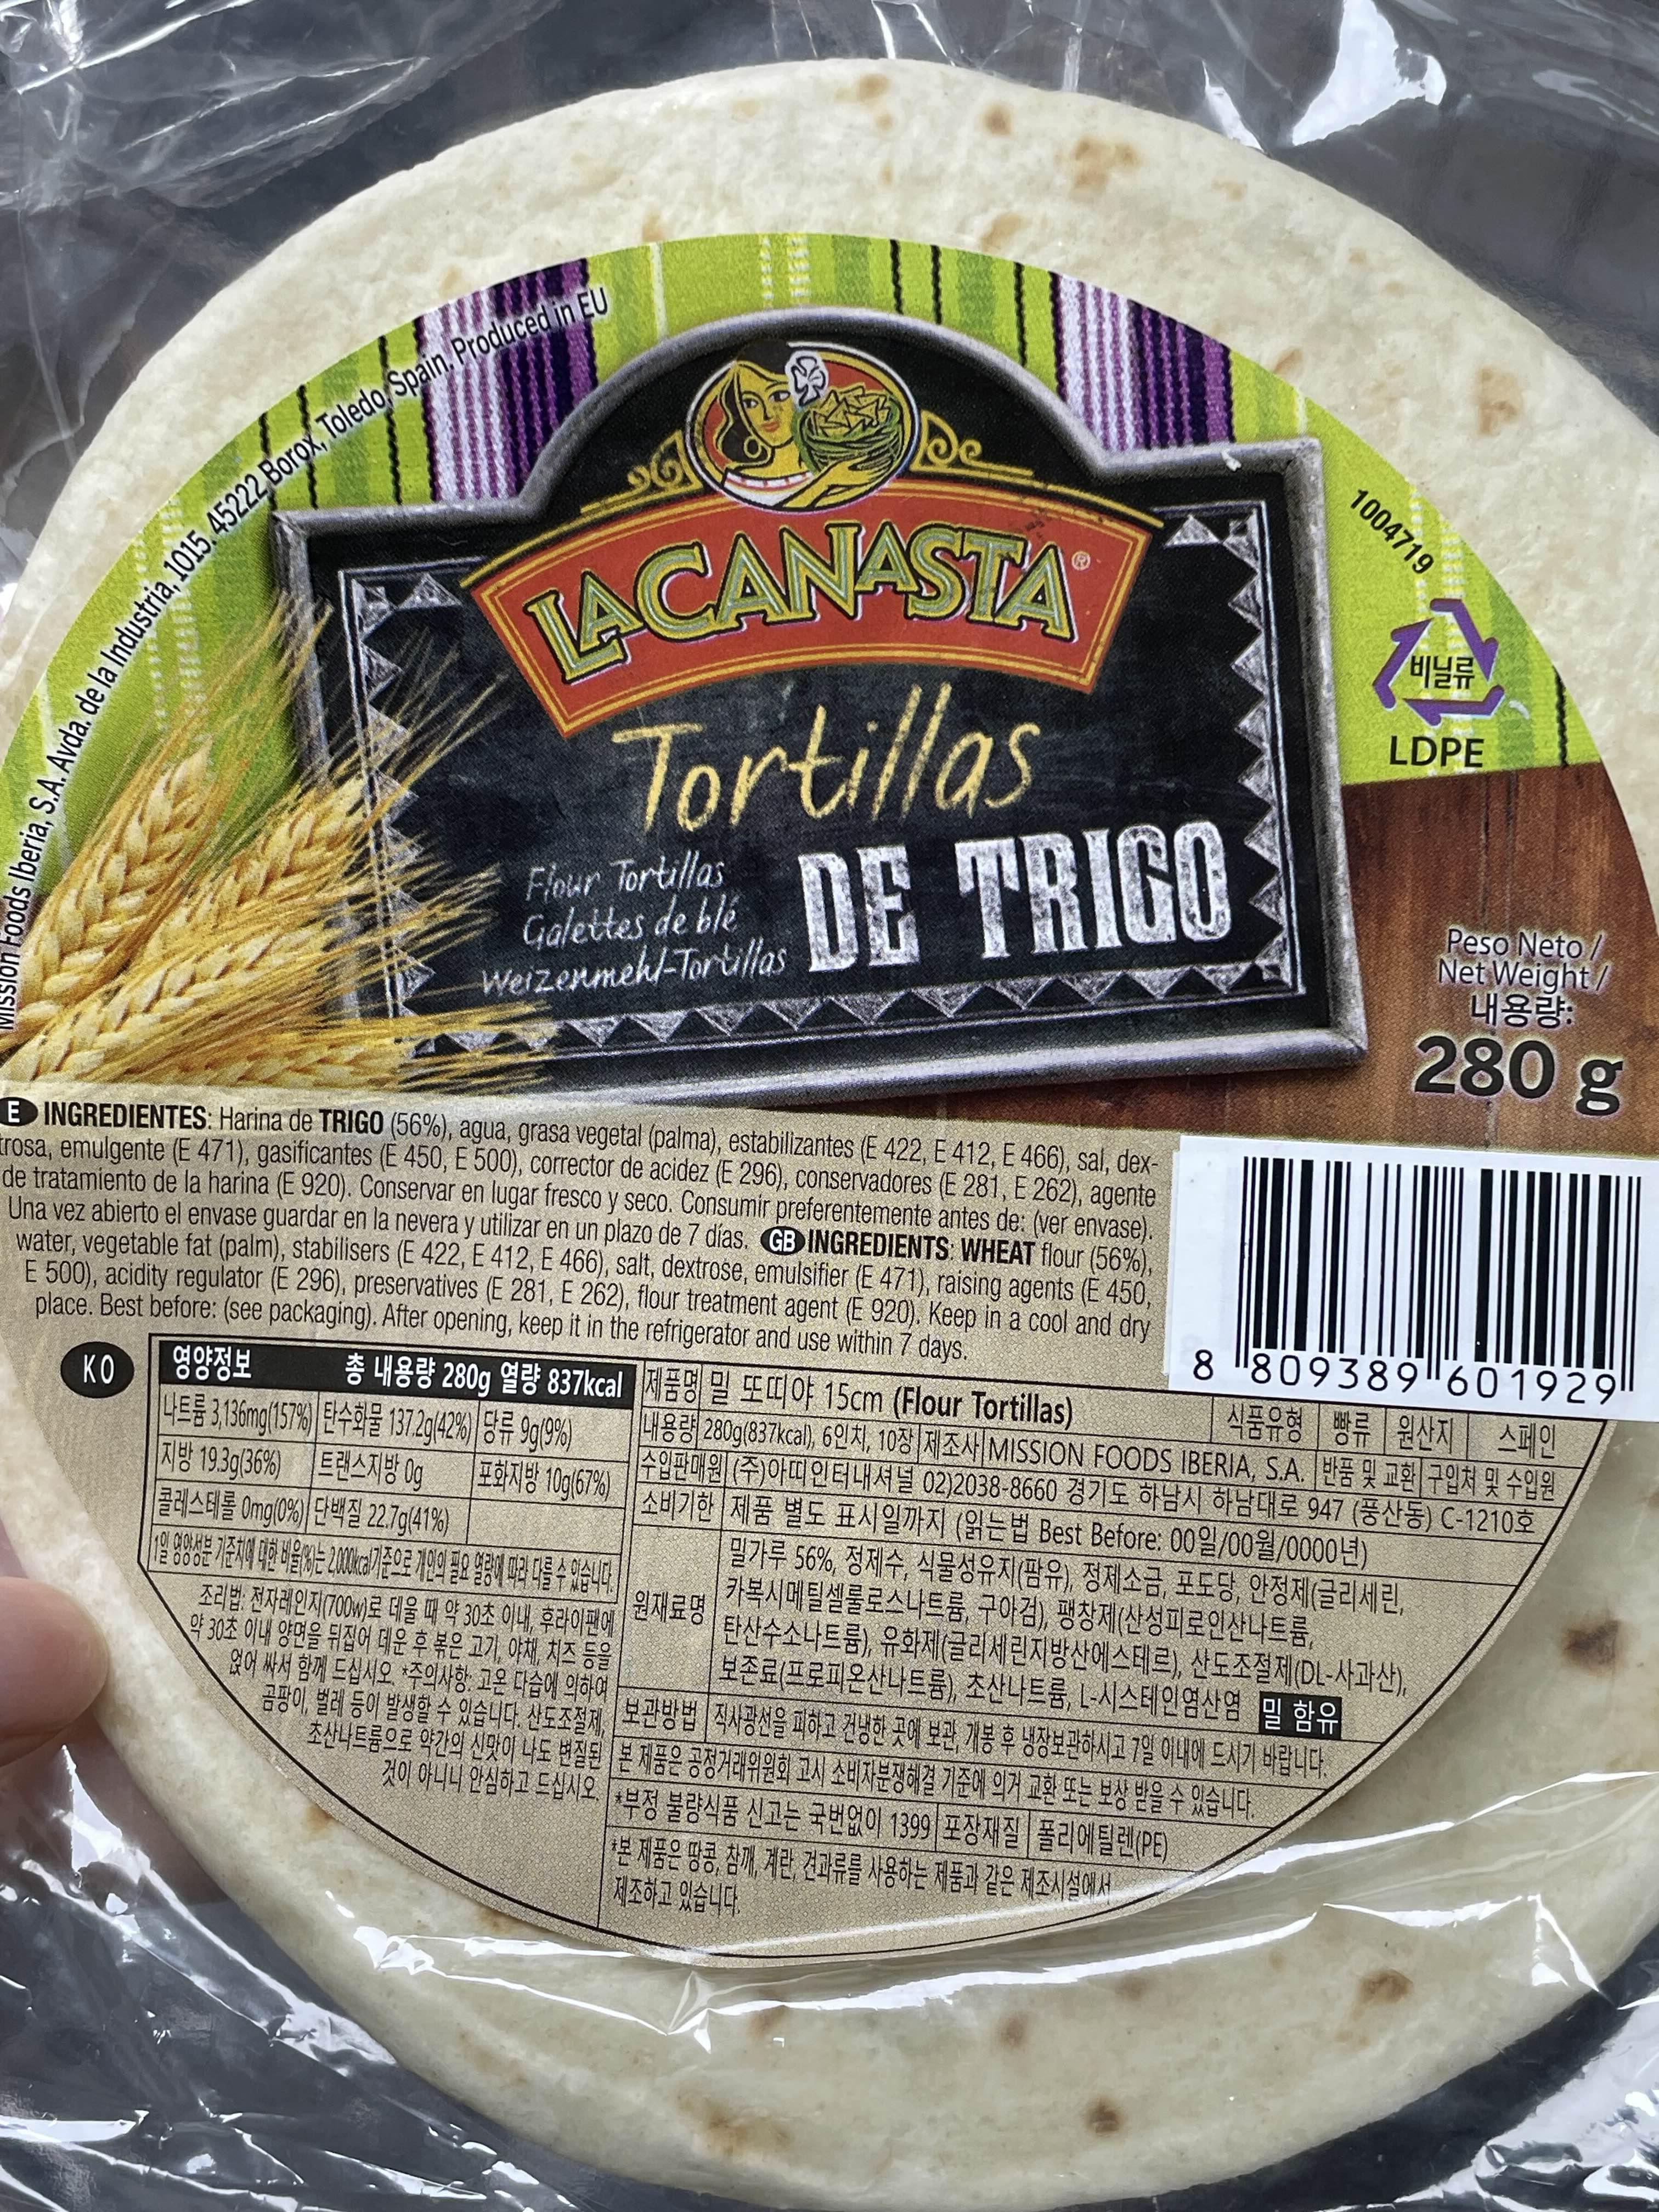 Mission Foods Iberia, S.A. Avda. de la Industria, 1015. 45222 Borox, Toledo, Spain. Produced in EU
LA CANASTA®
Tortillas
DE TRIGO
Flour Tortillas
Galettes de blé
Weizenmehl-Tortillas
1004719
비닐류
LDPE
Peso Neto /
Net Weight /
내용량:
280 g
E INGREDIENTES: Harina de TRIGO (56%), agua, grasa vegetal (palma), estabilizantes (E 422, E 412, E 466), sal, dex-
trosa, emulgente (E 471), gasificantes (E 450, E 500), corrector de acidez (E 296), conservadores (E 281, E 262), agente
de tratamiento de la harina (E 920). Conservar en lugar fresco y seco. Consumir preferentemente antes de: (ver envase).
Una vez abierto el envase guardar en la nevera y utilizar en un plazo de 7 días. GB INGREDIENTS: WHEAT flour (56%),
water, vegetable fat (palm), stabilisers (E 422, E 412, E 466), salt, dextrose, emulsifier (E 471), raising agents (E 450,
E 500), acidity regulator (E 296), preservatives (E 281, E 262), flour treatment agent (E 920). Keep in a cool and dry
place. Best before: (see packaging). After opening, keep it in the refrigerator and use within 7 days.
8 809389 601929
KO
영양정보 총 내용량 280g 열량 837kcal
나트륨 3,136mg(157%) 탄수화물 137.2g(42%) 당류 9g(9%)
지방 19.3g(36%) 트랜스지방 0g 포화지방 10g(67%)
콜레스테롤 0mg(0%) 단백질 22.7g(41%)
1일 영양성분 기준치에 대한 비율(%)는 2,000kcal기준으로 개인의 필요 열량에 따라 다를 수 있습니다.
조리법: 전자레인지(700w)로 데울 때 약 30초 이내, 후라이팬에
약 30초 이내 양면을 뒤집어 데운 후 볶은 고기, 야채, 치즈 등을
얹어 싸서 함께 드십시오. *주의사항: 고온 다습에 의하여
곰팡이, 벌레 등이 발생할 수 있습니다. 산도조절제,
초산나트륨으로 약간의 신맛이 나도 변질된
것이 아니니 안심하고 드십시오.
제품명 밀 또띠야 15cm (Flour Tortillas) 식품유형 빵류 원산지 스페인
내용량 280g(837kcal), 6인치, 10장 제조사 MISSION FOODS IBERIA, S.A. 반품 및 교환 구입처 및 수입원
수입판매원 (주)아띠인터내셔널 02)2038-8660 경기도 하남시 하남대로 947 (풍산동) C-1210호
소비기한 제품 별도 표시일까지 (읽는법 Best Before: 00일/00월/0000년)
원재료명 밀가루 56%, 정제수, 식물성유지(팜유), 정제소금, 포도당, 안정제(글리세린,
카복시메틸셀룰로스나트륨, 구아검), 팽창제(산성피로인산나트륨,
탄산수소나트륨), 유화제(글리세린지방산에스테르), 산도조절제(DL-사과산),
보존료(프로피온산나트륨), 초산나트륨, L-시스테인염산염 밀 함유
보관방법 직사광선을 피하고 건냉한 곳에 보관, 개봉 후 냉장보관하시고 7일 이내에 드시기 바랍니다.
본 제품은 공정거래위원회 고시 소비자분쟁해결 기준에 의거 교환 또는 보상 받을 수 있습니다.
*부정 불량식품 신고는 국번없이 1399 포장재질 폴리에틸렌(PE)
*본 제품은 땅콩, 참깨, 계란, 견과류를 사용하는 제품과 같은 제조시설에서
제조하고 있습니다.